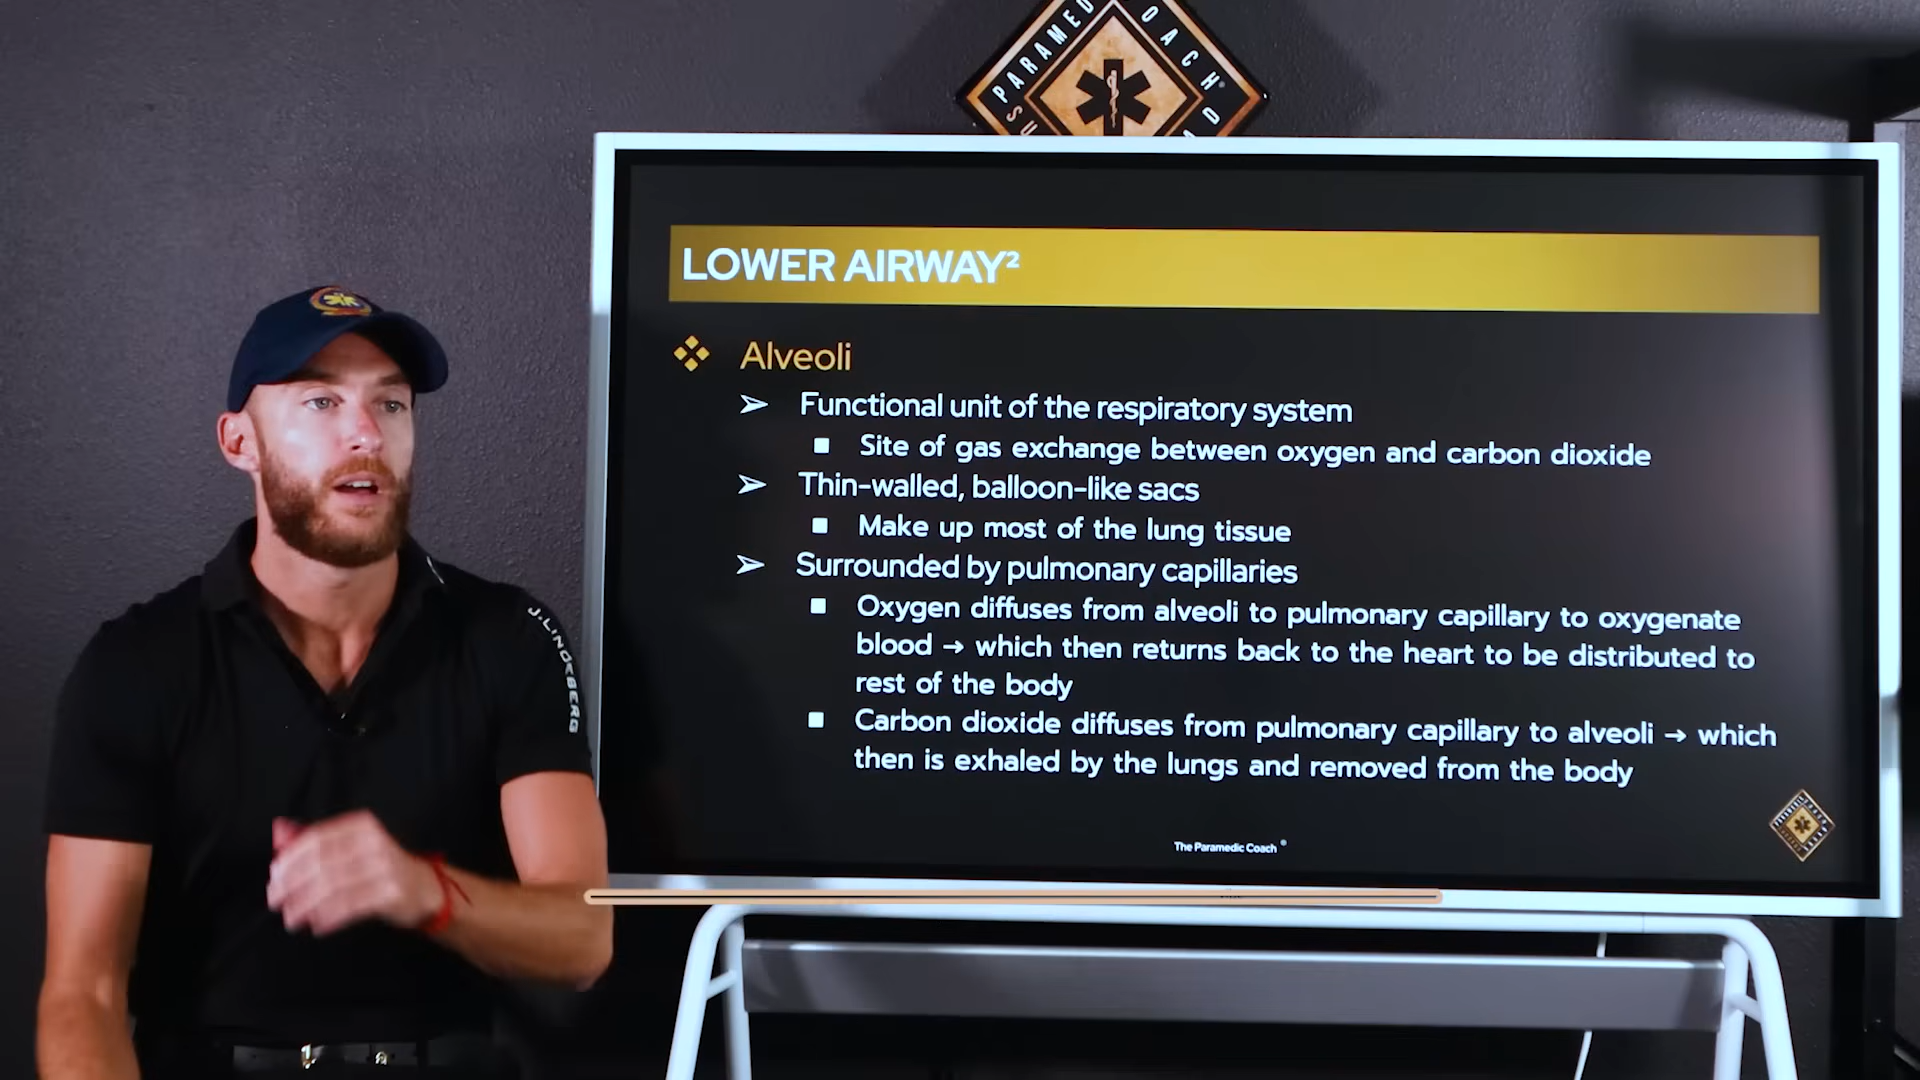 PARAMED
OACH®
SU
LOWER AIRWAY²
Alveoli
Functional unit of the respiratory system
Site of gas exchange between oxygen and carbon dioxide
Thin-walled, balloon-like sacs
Make up most of the lung tissue
Surrounded by pulmonary capillaries
Oxygen diffuses from alveoli to pulmonary capillary to oxygenate
blood → which then returns back to the heart to be distributed to
rest of the body
Carbon dioxide diffuses from pulmonary capillary to alveoli → which
then is exhaled by the lungs and removed from the body
The Paramedic Coach ®
J.LINDEBERG